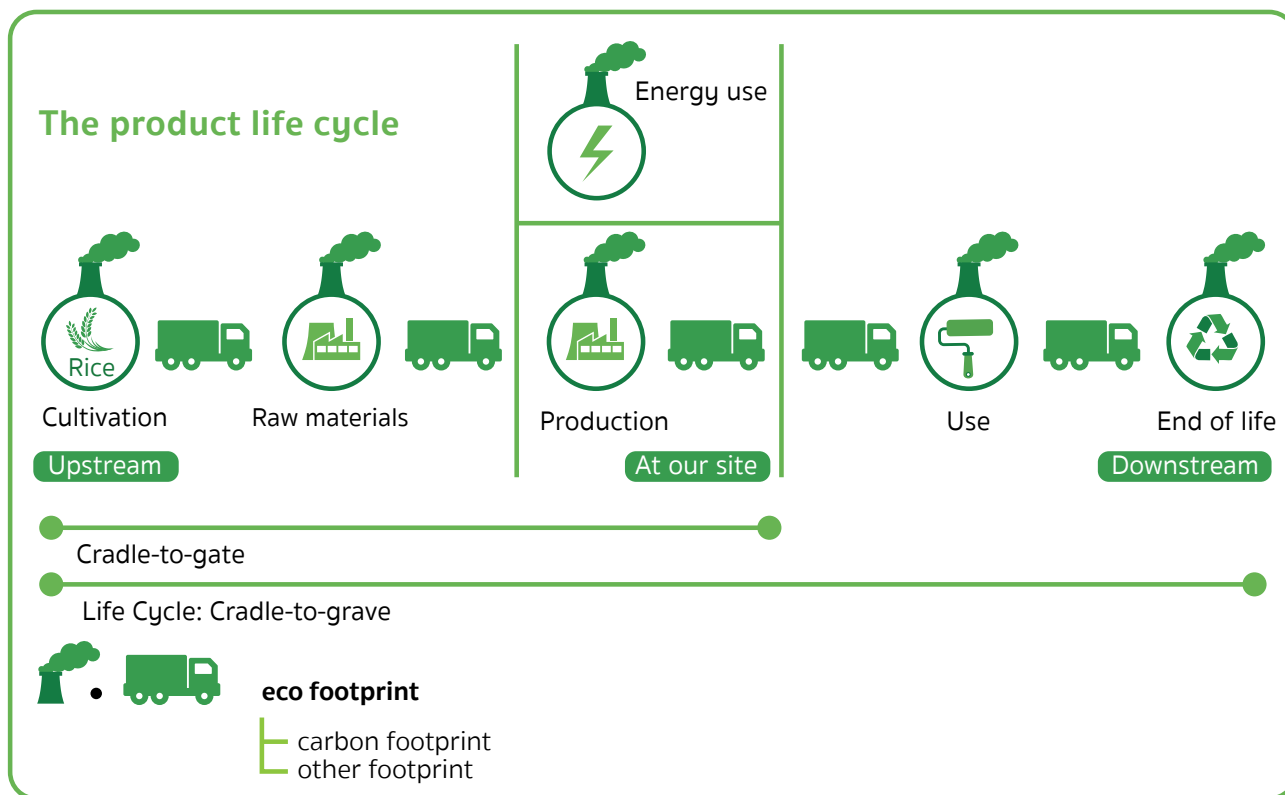 Energy use
The product life cycle
Rice
Cultivation
Raw materials
Production
Use
End of life
Upstream
At our site
Downstream
Cradle-to-gate
Life Cycle: Cradle-to-grave
eco footprint
carbon footprint
other footprint